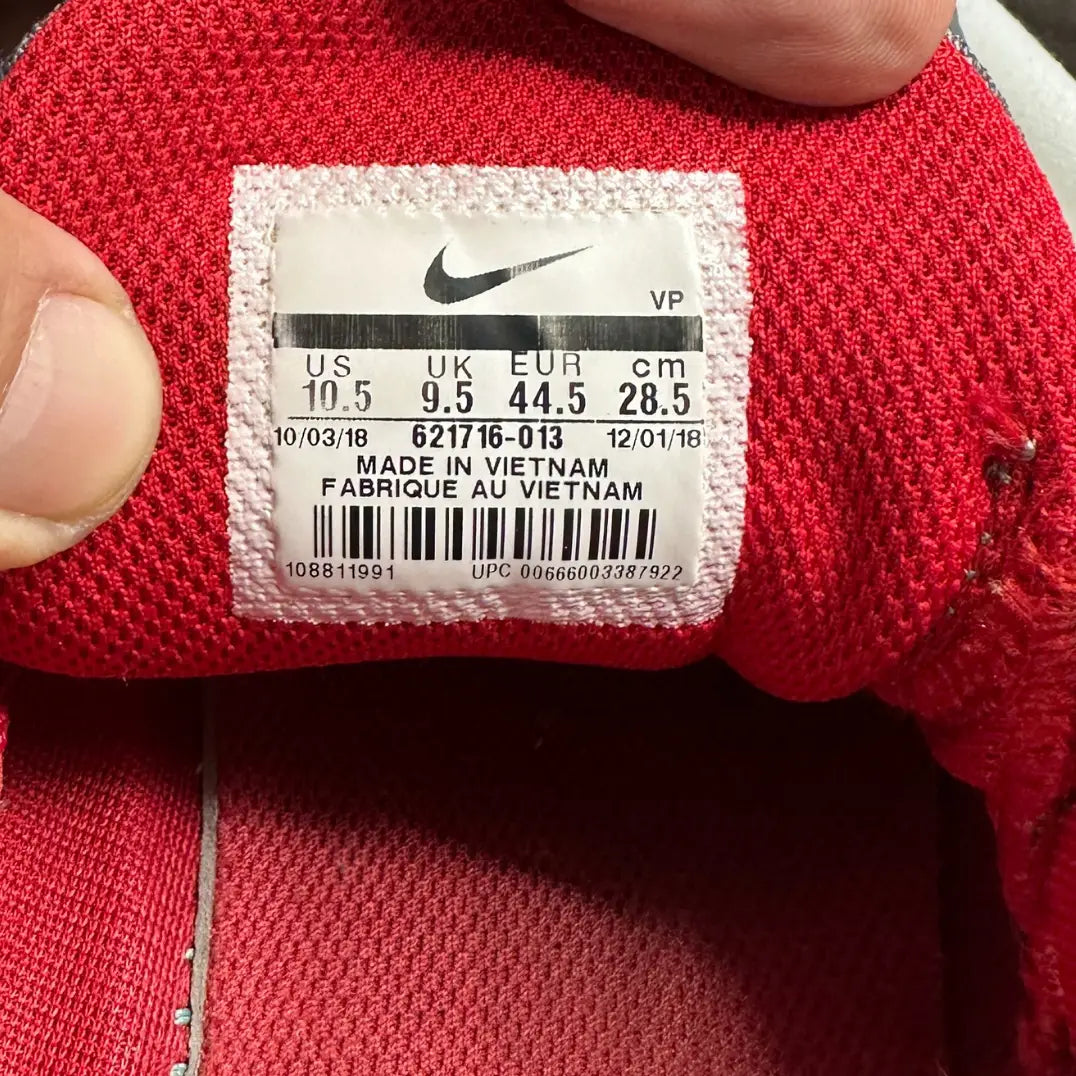 VP
US UK EUR cm
10.5 9.5 44.5 28.5
10/03/18 621716-013 12/01/18
MADE IN VIETNAM
FABRIQUE AU VIETNAM
108811991 UPC 00666003387922